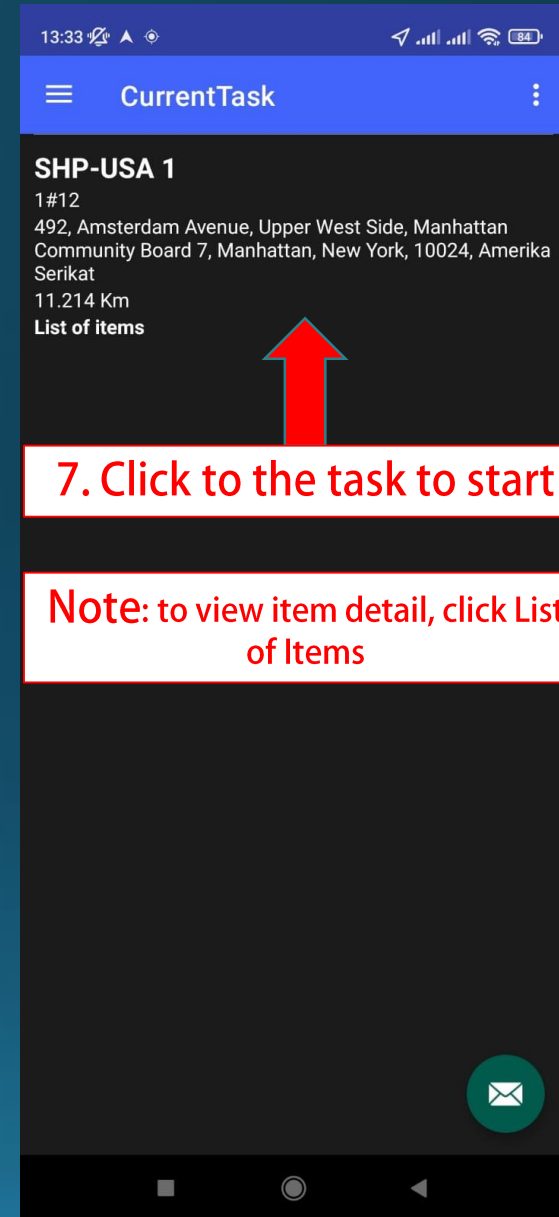 13:33
84
CurrentTask
SHP-USA 1
1#12
492, Amsterdam Avenue, Upper West Side, Manhattan
Community Board 7, Manhattan, New York, 10024, Amerika
Serikat
11.214 Km
List of items
7. Click to the task to start
Note: to view item detail, click List
of Items